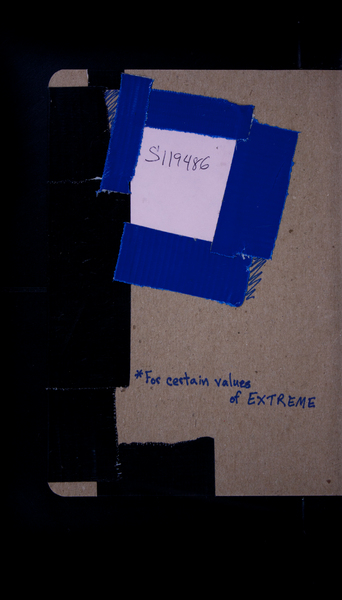 S119486
*For certain values
of EXTREME